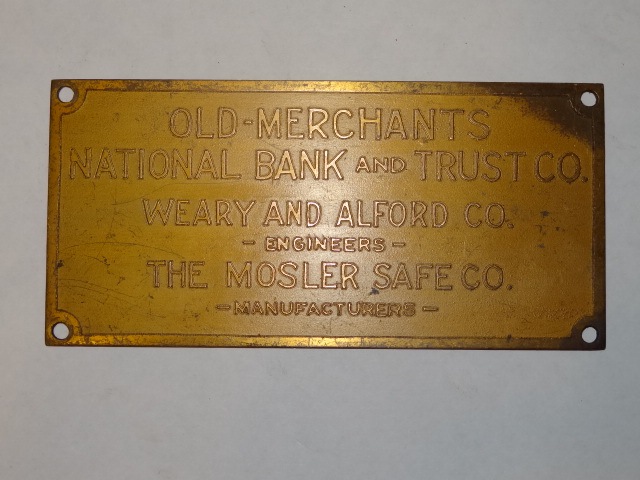 OLD-MERCHANTS
NATIONAL BANK AND TRUST CO.
WEARY AND ALFORD CO.
- ENGINEERS -
THE MOSLER SAFE CO.
- MANUFACTURERS -